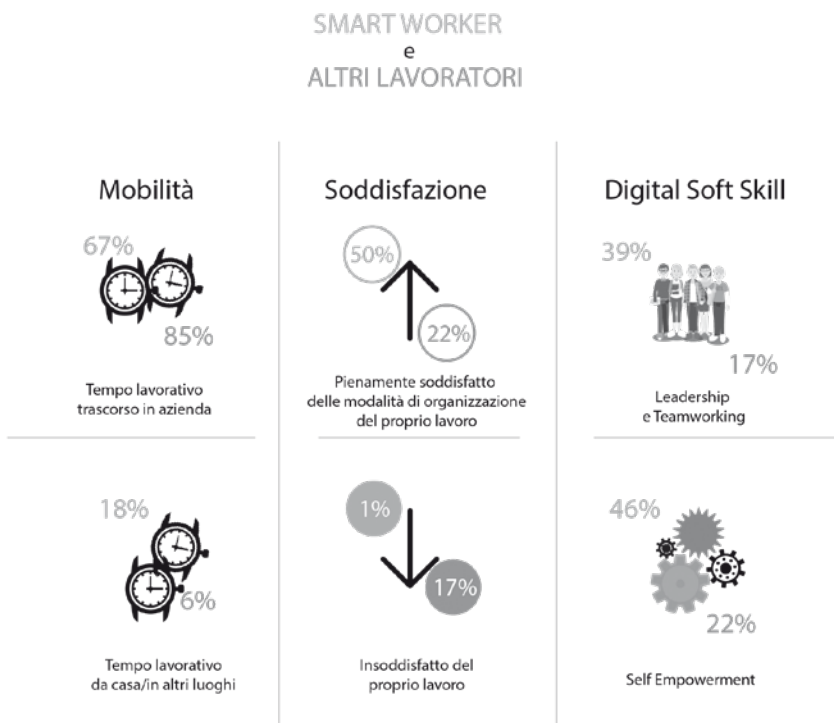 SMART WORKER
e
ALTRI LAVORATORI
Mobilità
67%
85%
Tempo lavorativo
trascorso in azienda
18%
6%
Tempo lavorativo
da casa/in altri luoghi
Soddisfazione
50%
22%
Pienamente soddisfatto
delle modalità di organizzazione
del proprio lavoro
1%
17%
Insoddisfatto del
proprio lavoro
Digital Soft Skill
39%
17%
Leadership
e Teamworking
46%
22%
Self Empowerment